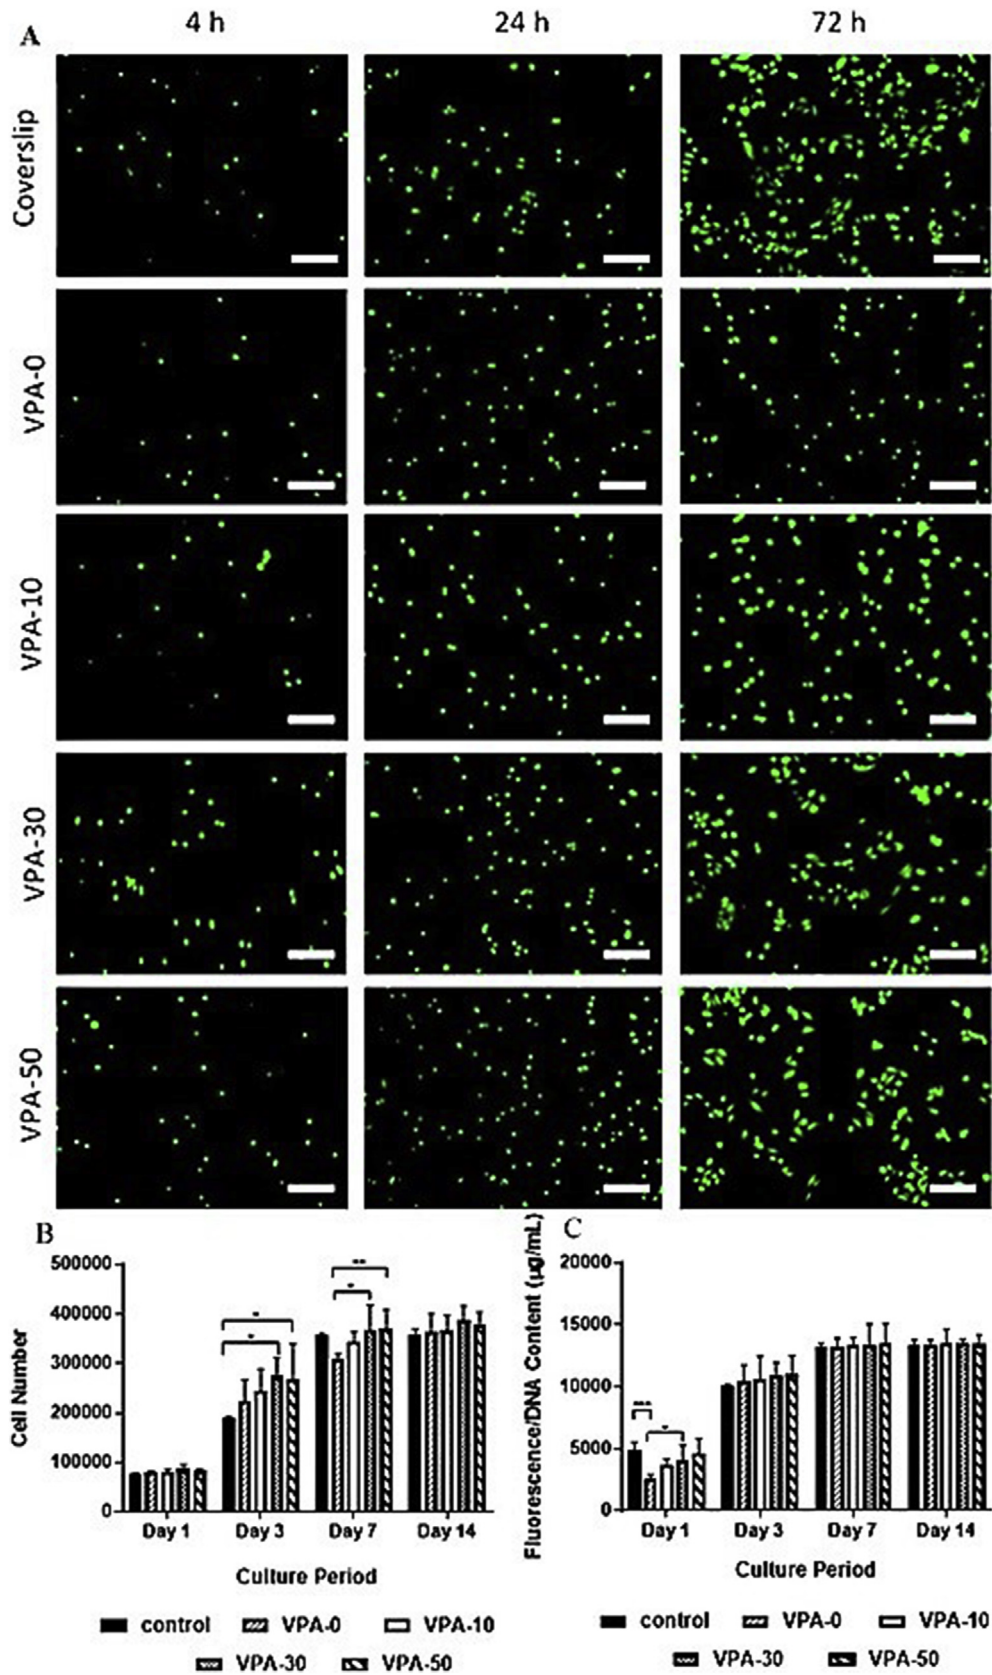 A
4 h 24 h 72 h
Coverslip
VPA-0
VPA-10
VPA-30
VPA-50
B
500000
400000
300000
200000
100000
0
Cell Number
* *
* **
Day 1 Day 3 Day 7 Day 14
Culture Period
control VPA-0 VPA-10
VPA-30 VPA-50
C
20000
15000
10000
5000
0
Fluorescence/DNA Content (µg/mL)
*** *
Day 1 Day 3 Day 7 Day 14
Culture Period
control VPA-0 VPA-10
VPA-30 VPA-50